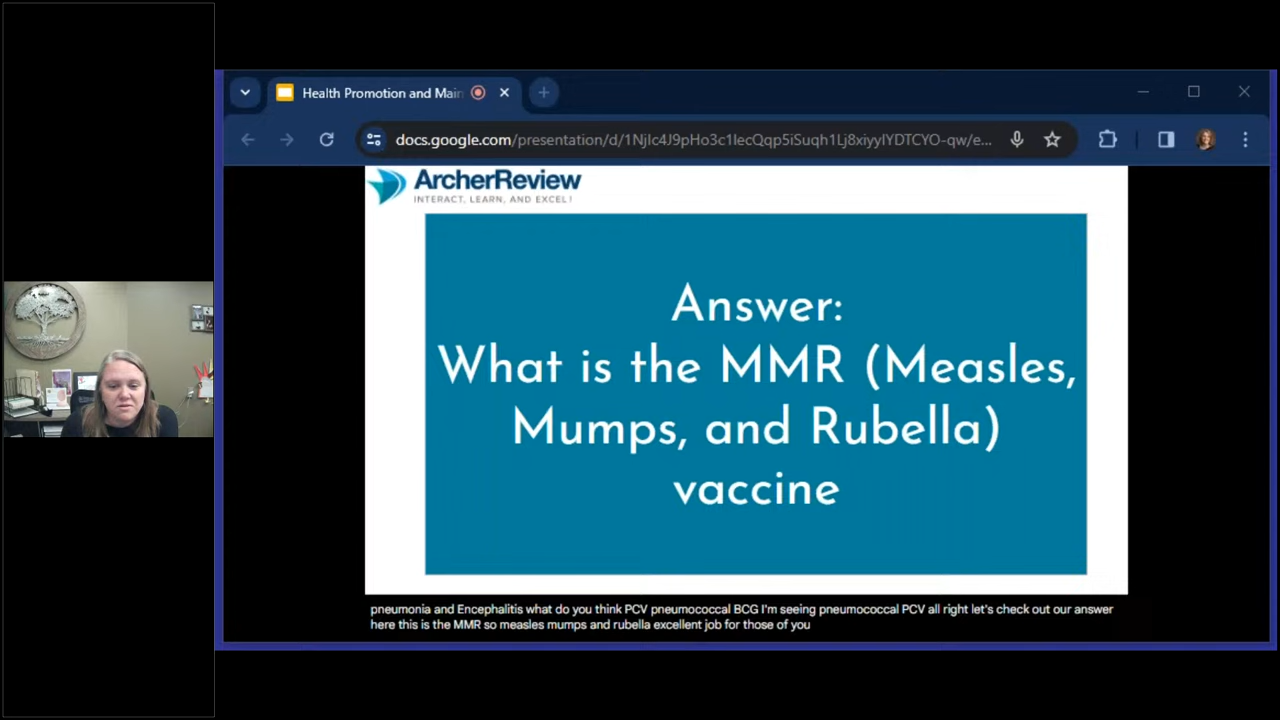 Health Promotion and Main
docs.google.com/presentation/d/1NjIc4J9pHo3c1lecQqp5iSuqh1Lj8xiyyIYDTCYO-qw/e...
ArcherReview
INTERACT, LEARN, AND EXCEL!
Answer:
What is the MMR (Measles,
Mumps, and Rubella)
vaccine
pneumonia and Encephalitis what do you think PCV pneumococcal BCG I'm seeing pneumococcal PCV all right let's check out our answer
here this is the MMR so measles mumps and rubella excellent job for those of you